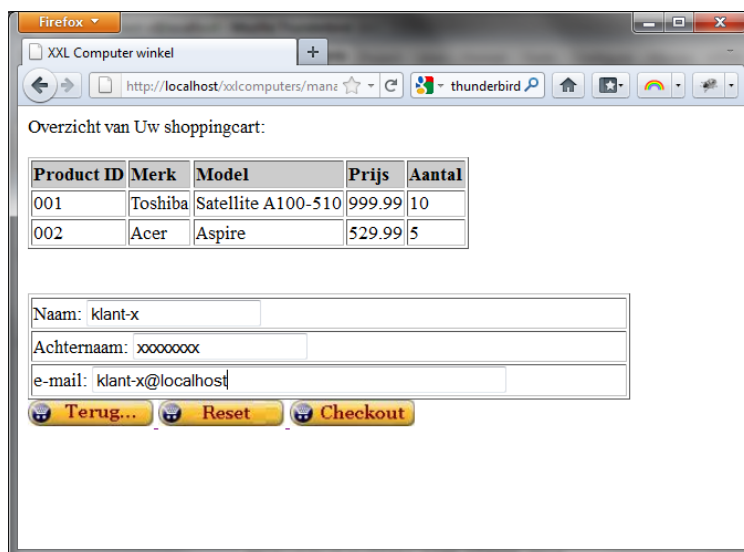 Firefox
XXL Computer winkel
http://localhost/xxlcomputers/mana thunderbird
Overzicht van Uw shoppingcart:
Product ID Merk Model Prijs Aantal
001 Toshiba Satellite A100-510 999.99 10
002 Acer Aspire 529.99 5
Naam: klant-x
Achternaam: xxxxxxxx
e-mail: klant-x@localhost
Terug... Reset Checkout